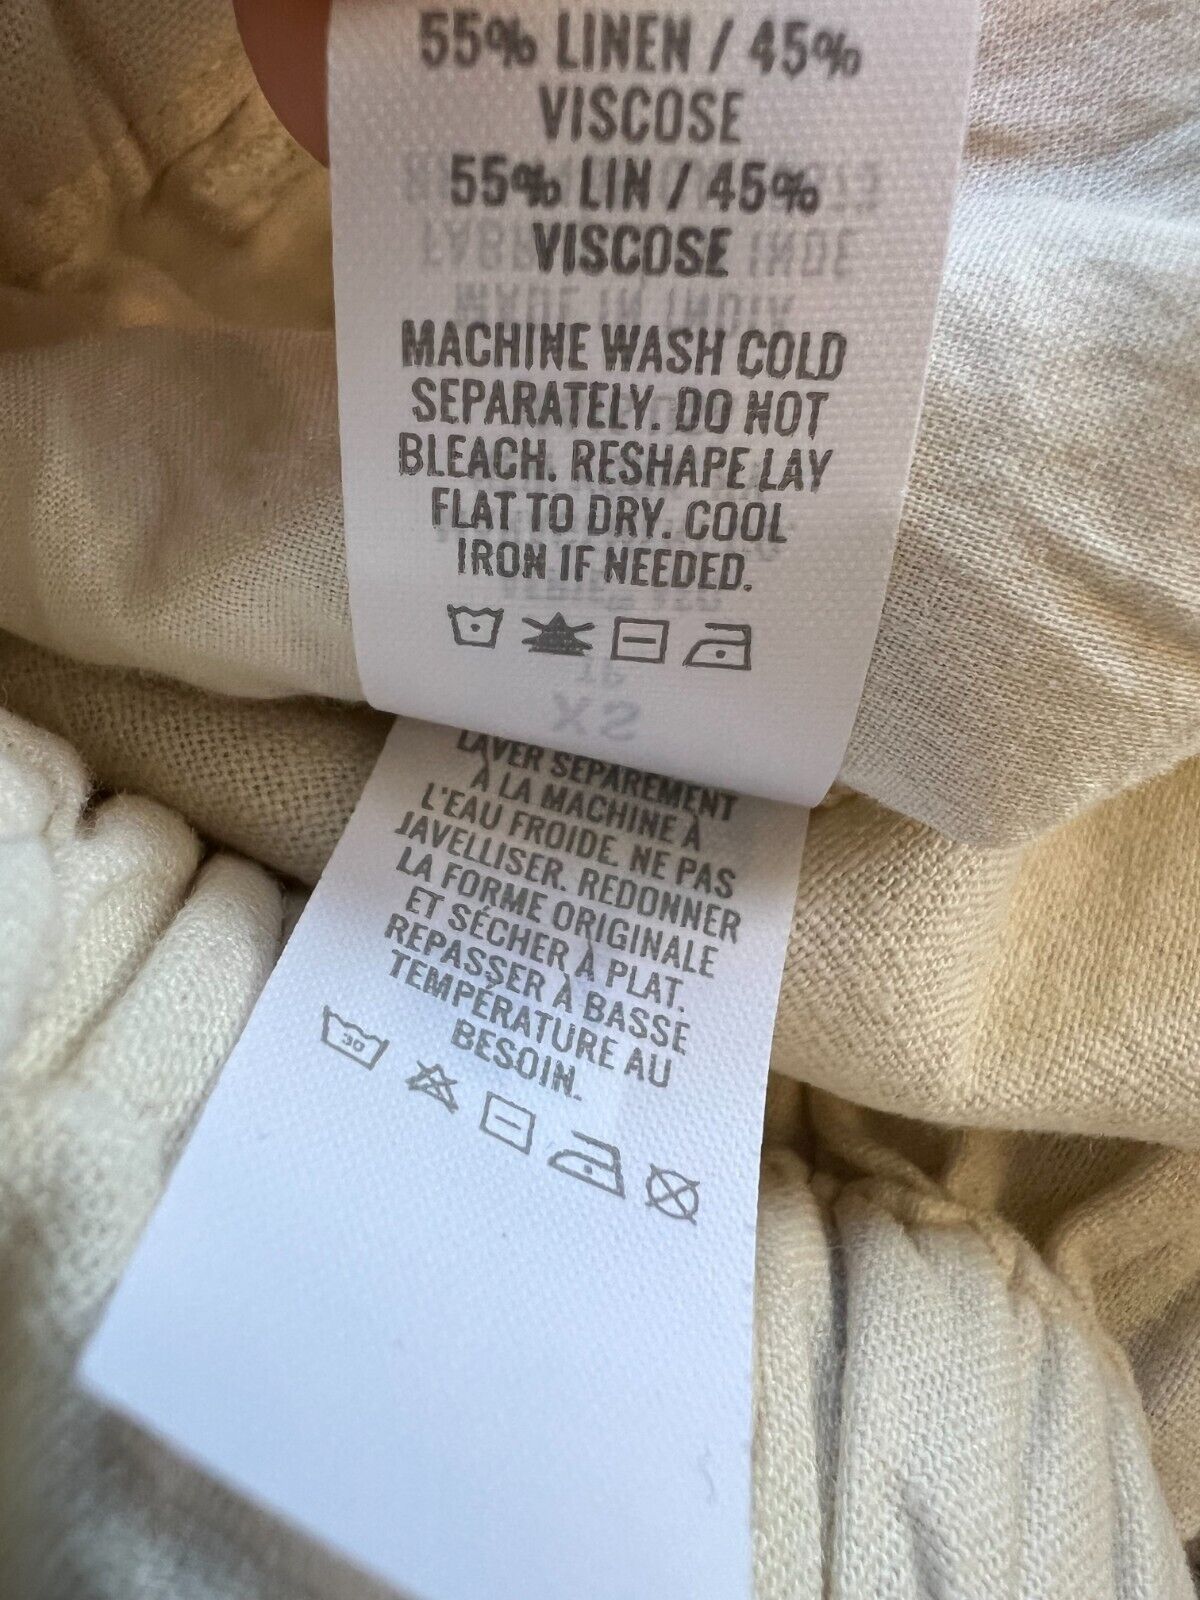 55% LINEN / 45%
VISCOSE
55% LIN / 45%
VISCOSE
MACHINE WASH COLD
SEPARATELY. DO NOT
BLEACH. RESHAPE LAY
FLAT TO DRY. COOL
IRON IF NEEDED.
XS
LAVER SEPAREMENT
À LA MACHINE À
L'EAU FROIDE. NE PAS
JAVELLISER. REDONNER
LA FORME ORIGINALE
ET SÉCHER À PLAT.
REPASSER À BASSE
TEMPÉRATURE AU
BESOIN.
30